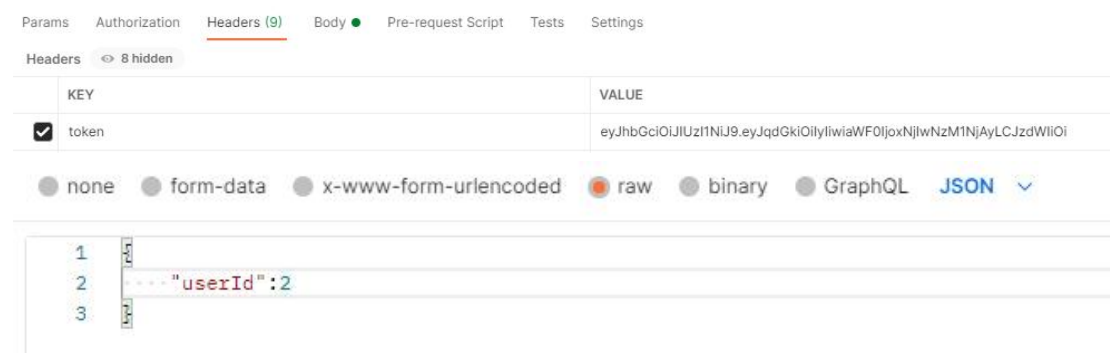 Params Authorization Headers (9) Body Pre-request Script Tests Settings
Headers 8 hidden
KEY VALUE
token eyJhbGciOiJIUzI1NiJ9.eyJqdGkiOiIyIiwiaWF0IjoxNjIwNzM1NjAyLCJzdWIiOi
none form-data x-www-form-urlencoded raw binary GraphQL JSON
1 {
2 "userId":2
3 }